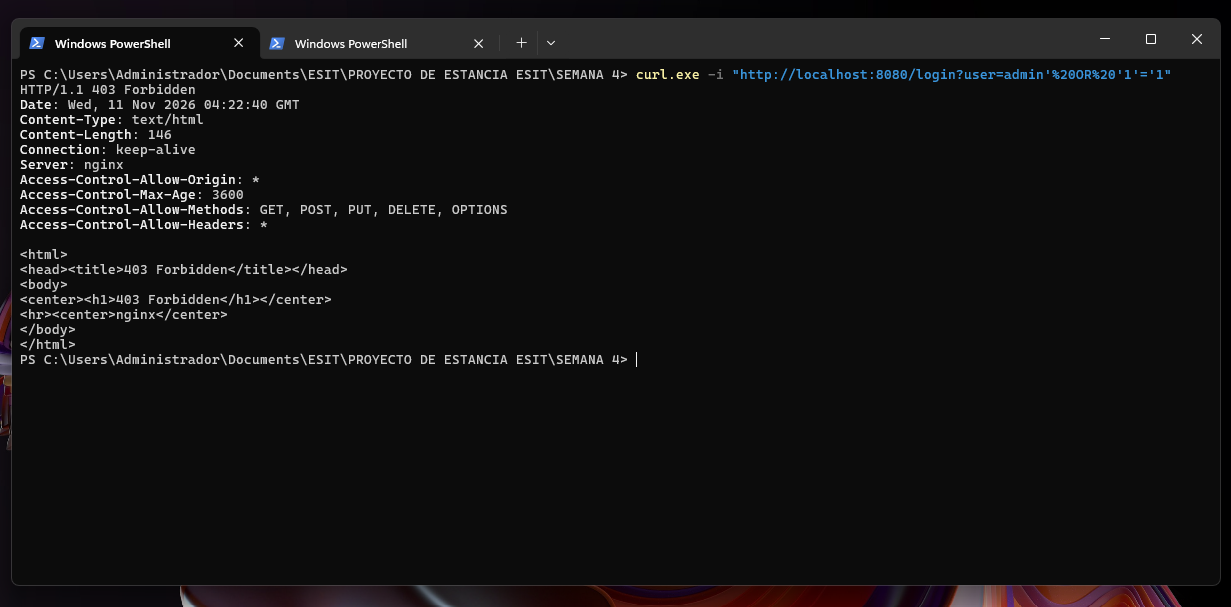 Windows PowerShell
Windows PowerShell
PS C:\Users\Administrador\Documents\ESIT\PROYECTO DE ESTANCIA ESIT\SEMANA 4> curl.exe -i "http://localhost:8080/login?user=admin'%20OR%20'1'='1"
HTTP/1.1 403 Forbidden
Date: Wed, 11 Nov 2026 04:22:40 GMT
Content-Type: text/html
Content-Length: 146
Connection: keep-alive
Server: nginx
Access-Control-Allow-Origin: *
Access-Control-Max-Age: 3600
Access-Control-Allow-Methods: GET, POST, PUT, DELETE, OPTIONS
Access-Control-Allow-Headers: *
<html>
<head><title>403 Forbidden</title></head>
<body>
<center><h1>403 Forbidden</h1></center>
<hr><center>nginx</center>
</body>
</html>
PS C:\Users\Administrador\Documents\ESIT\PROYECTO DE ESTANCIA ESIT\SEMANA 4>